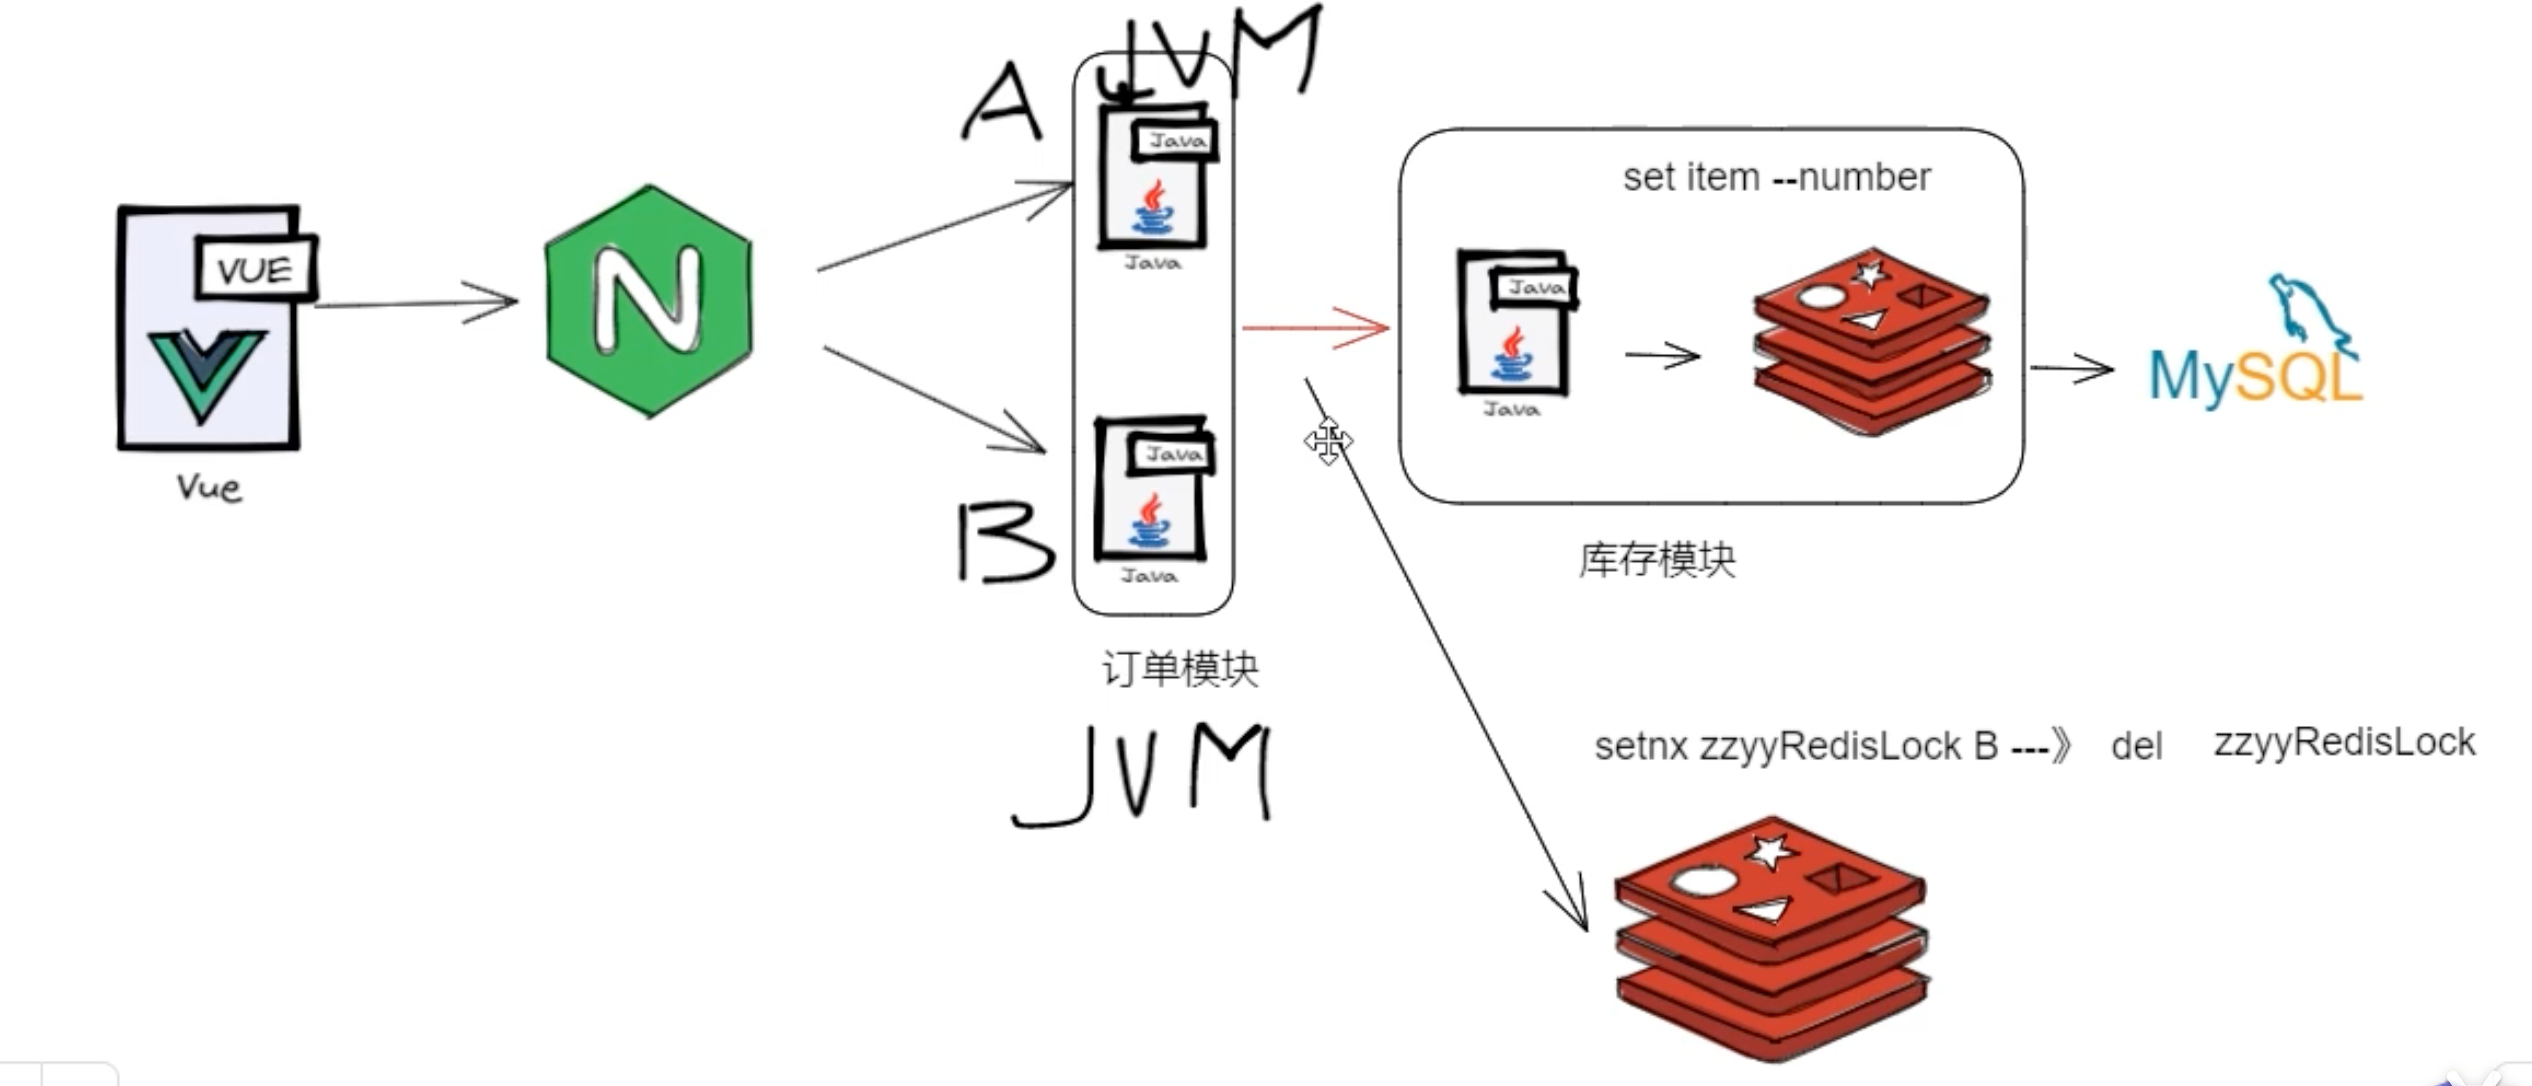 VUE
Vue
A
JVM
Java
Java
B
Java
Java
订单模块
JVM
set item --number
Java
Java
库存模块
MySQL
setnx zzyyRedisLock B ---》 del zzyyRedisLock